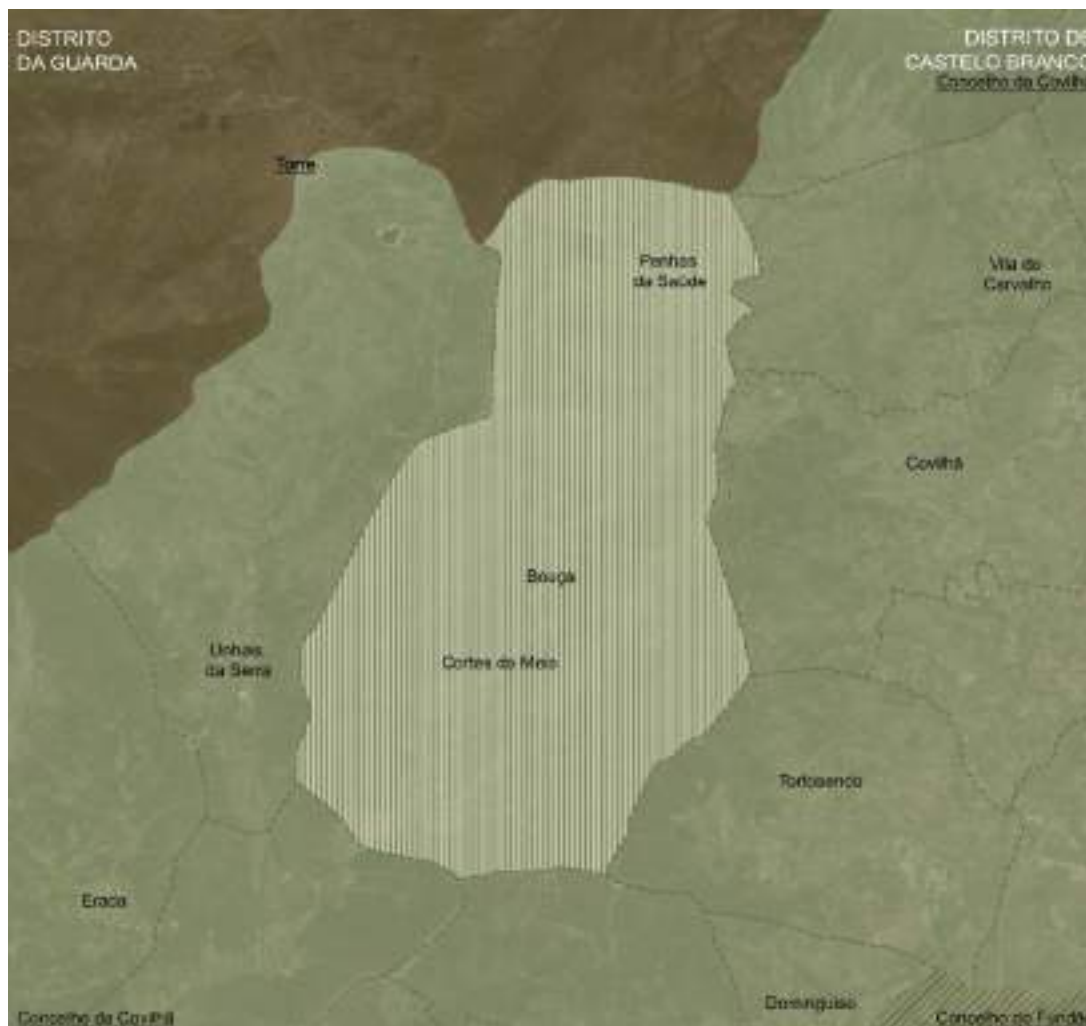 DISTRITO
DA GUARDA
DISTRITO DE
CASTELO BRANCO
Concelho da Covilhã
Torre
Penhas
da Saúde
Vila do
Carvalho
Covilhã
Bouça
Unhais
da Serra
Cortes do Meio
Tortosendo
Erada
Dominguiso
Concelho da Covilhã
Concelho do Fundão